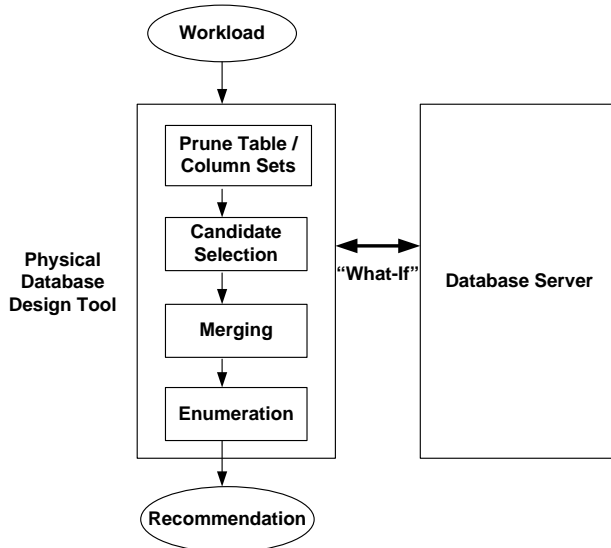 Workload
Prune Table /
Column Sets
Candidate
Selection
Physical
Database
Design Tool
“What-If”
Database Server
Merging
Enumeration
Recommendation